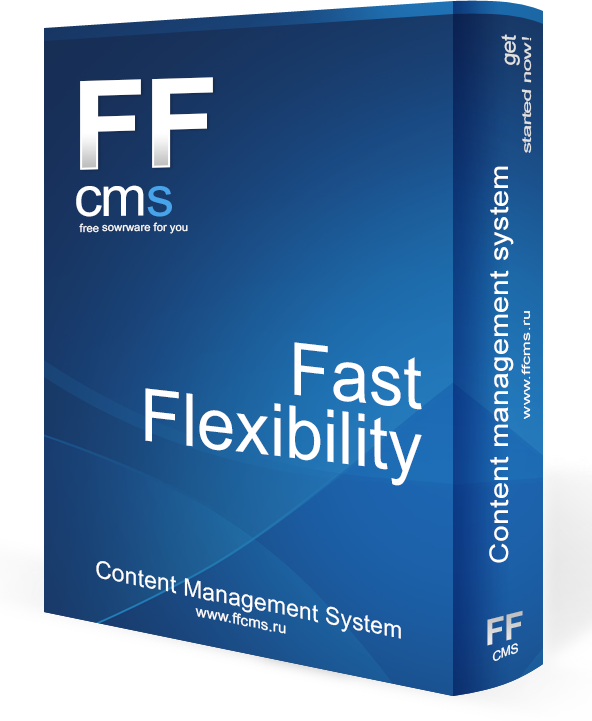 FF
cms
free sowrware for you
Fast
Flexibility
Content Management System
www.ffcms.ru
get
started now!
Content management system
www.ffcms.ru
FF
CMS